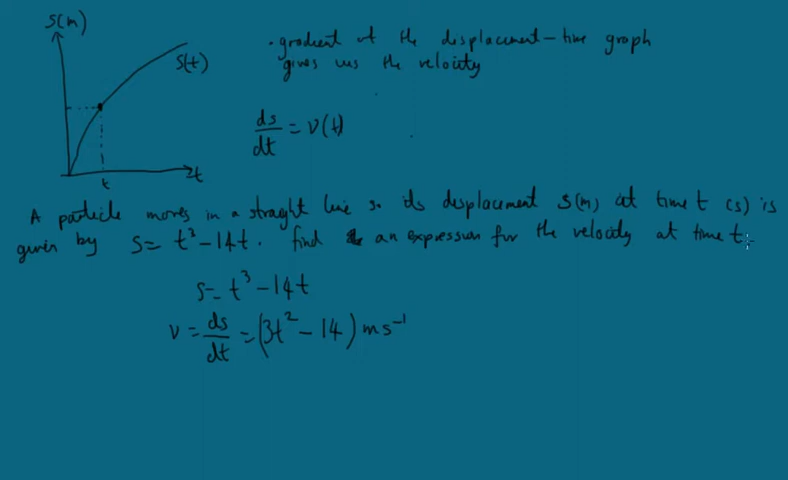 S(m)
S(t)
t
t
· gradient of the displacement-time graph
gives us the velocity
ds/dt = v(t)
A particle moves in a straight line so its displacement S(m) at time t (s) is
given by s = t³ - 14t. find an expression for the velocity at time t.
s = t³ - 14t
v = ds/dt = (3t² - 14) ms⁻¹